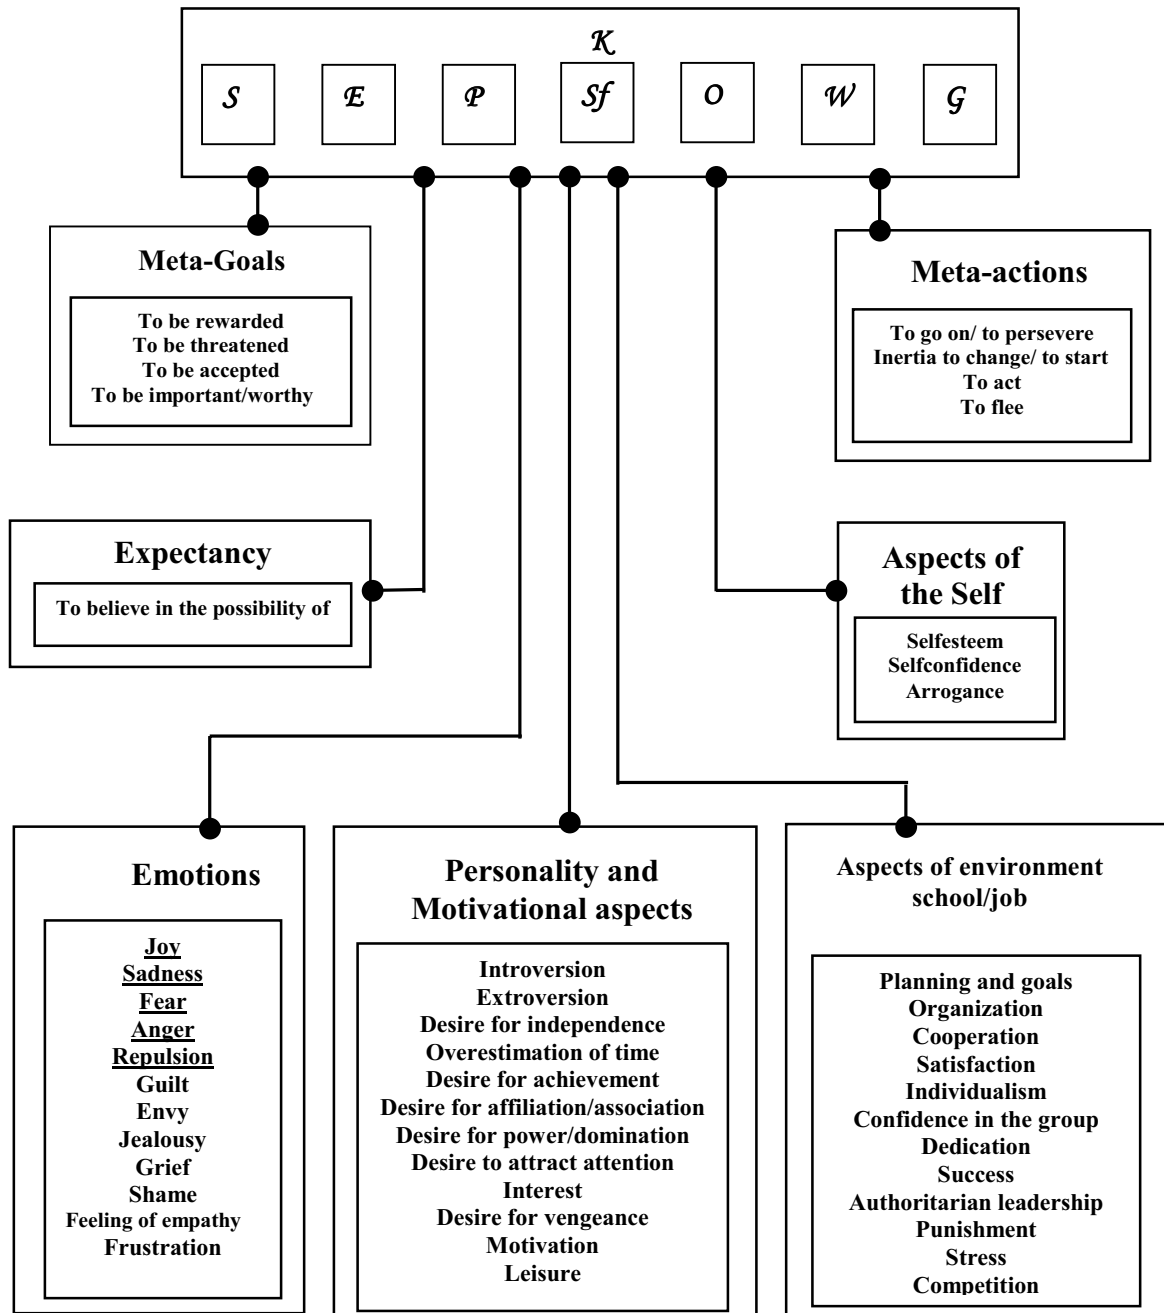 K
S E P Sf O W G
Meta-Goals
To be rewarded
To be threatened
To be accepted
To be important/worthy
Meta-actions
To go on/ to persevere
Inertia to change/ to start
To act
To flee
Expectancy
To believe in the possibility of
Aspects of
the Self
Selfesteem
Selfconfidence
Arrogance
Emotions
Joy
Sadness
Fear
Anger
Repulsion
Guilt
Envy
Jealousy
Grief
Shame
Feeling of empathy
Frustration
Personality and
Motivational aspects
Introversion
Extroversion
Desire for independence
Overestimation of time
Desire for achievement
Desire for affiliation/association
Desire for power/domination
Desire to attract attention
Interest
Desire for vengeance
Motivation
Leisure
Aspects of environment
school/job
Planning and goals
Organization
Cooperation
Satisfaction
Individualism
Confidence in the group
Dedication
Success
Authoritarian leadership
Punishment
Stress
Competition